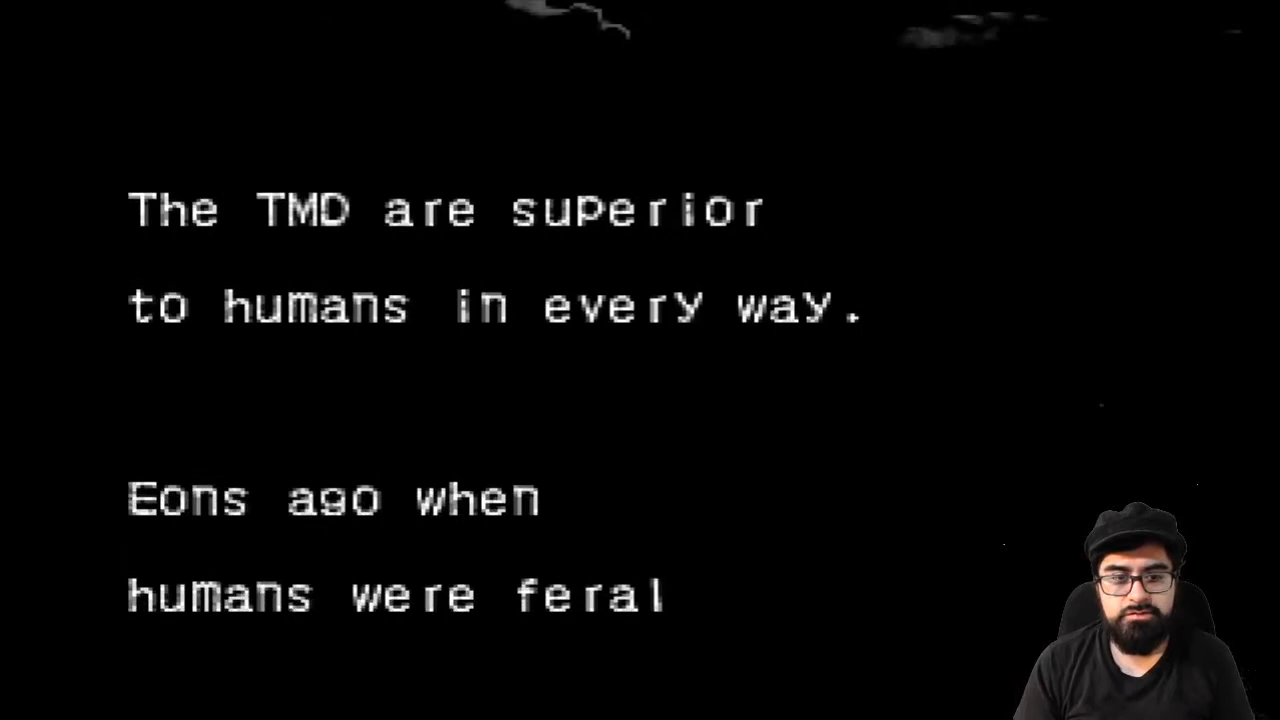 The TMD are superior
to humans in every way.
Eons ago when
humans were feral